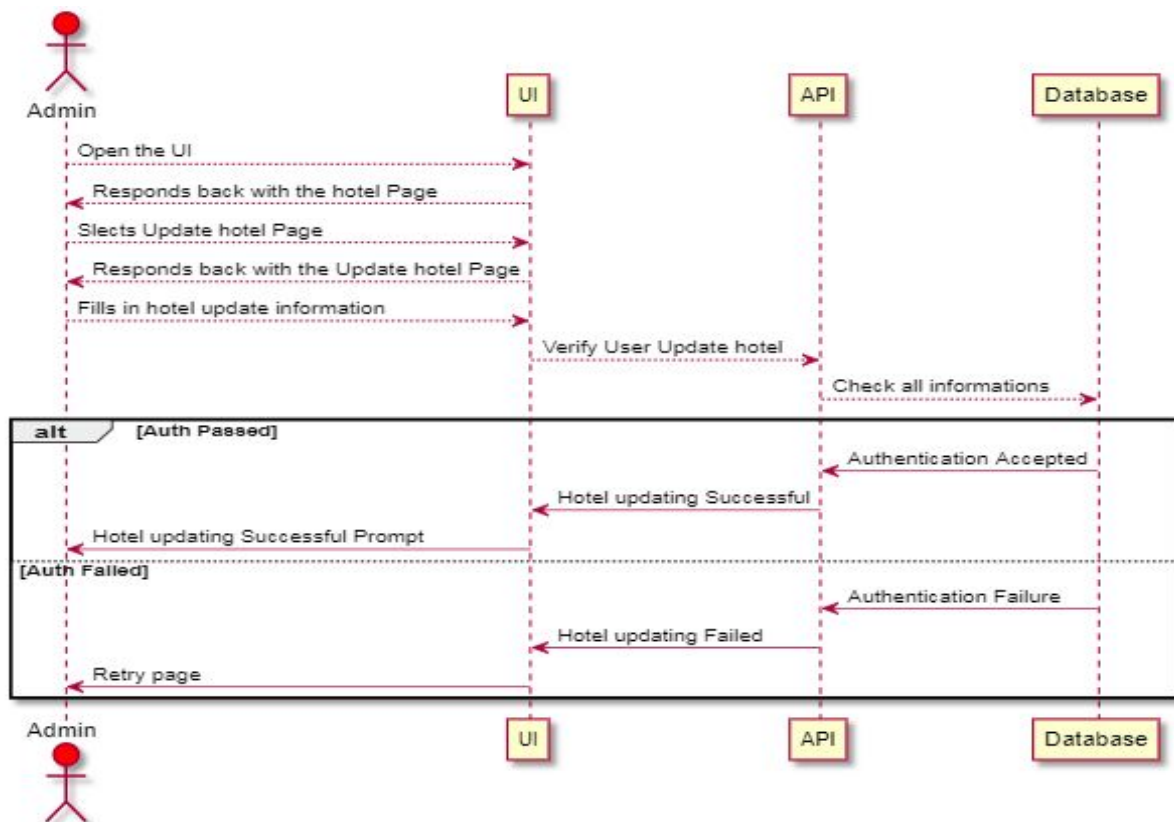 Admin
UI
API
Database
Open the UI
Responds back with the hotel Page
Slects Update hotel Page
Responds back with the Update hotel Page
Fills in hotel update information
Verify User Update hotel
Check all informations
alt [Auth Passed]
Authentication Accepted
Hotel updating Successful
Hotel updating Successful Prompt
[Auth Failed]
Authentication Failure
Hotel updating Failed
Retry page
Admin
UI
API
Database